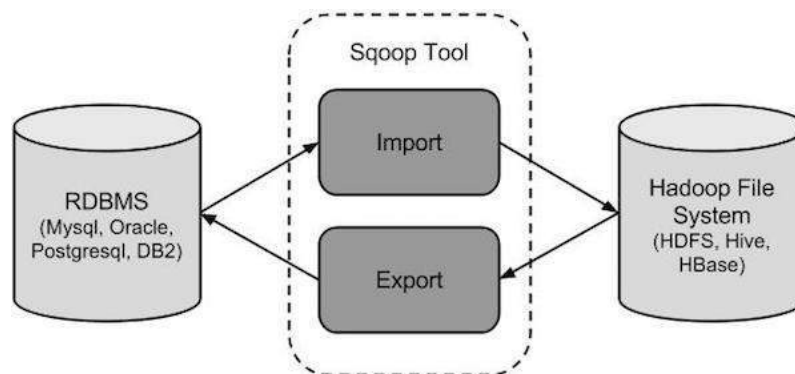 Sqoop Tool
Import
RDBMS
(Mysql, Oracle,
Postgresql, DB2)
Hadoop File
System
(HDFS, Hive,
HBase)
Export